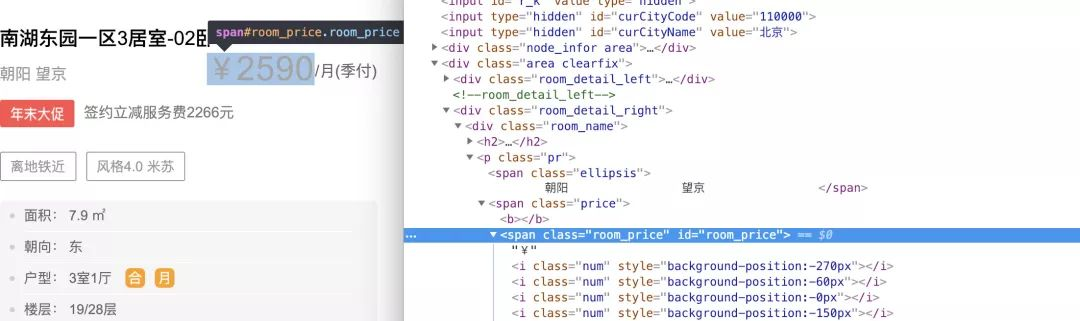 南湖东园一区3居室-02卧
span#room_price.room_price
朝阳 望京
￥2590/月(季付)
年末大促 签约立减服务费2266元
离地铁近 风格4.0 米苏
面积： 7.9 ㎡
朝向： 东
户型： 3室1厅 合 月
楼层： 19/28层
<input id="r_k" type="hidden" value="hidden">
<input type="hidden" id="curCityCode" value="110000">
<input type="hidden" id="curCityName" value="北京">
<div class="node_infor area">…</div>
<div class="area clearfix">
<div class="room_detail_left">…</div>
<!--room_detail_left-->
<div class="room_detail_right">
<div class="room_name">
<h2>…</h2>
<p class="pr">
<span class="ellipsis">
朝阳 望京 </span>
<span class="price">
<b></b>
… <span class="room_price" id="room_price"> == $0
"￥"
<i class="num" style="background-position:-270px"></i>
<i class="num" style="background-position:-60px"></i>
<i class="num" style="background-position:-0px"></i>
<i class="num" style="background-position:-150px"></i>